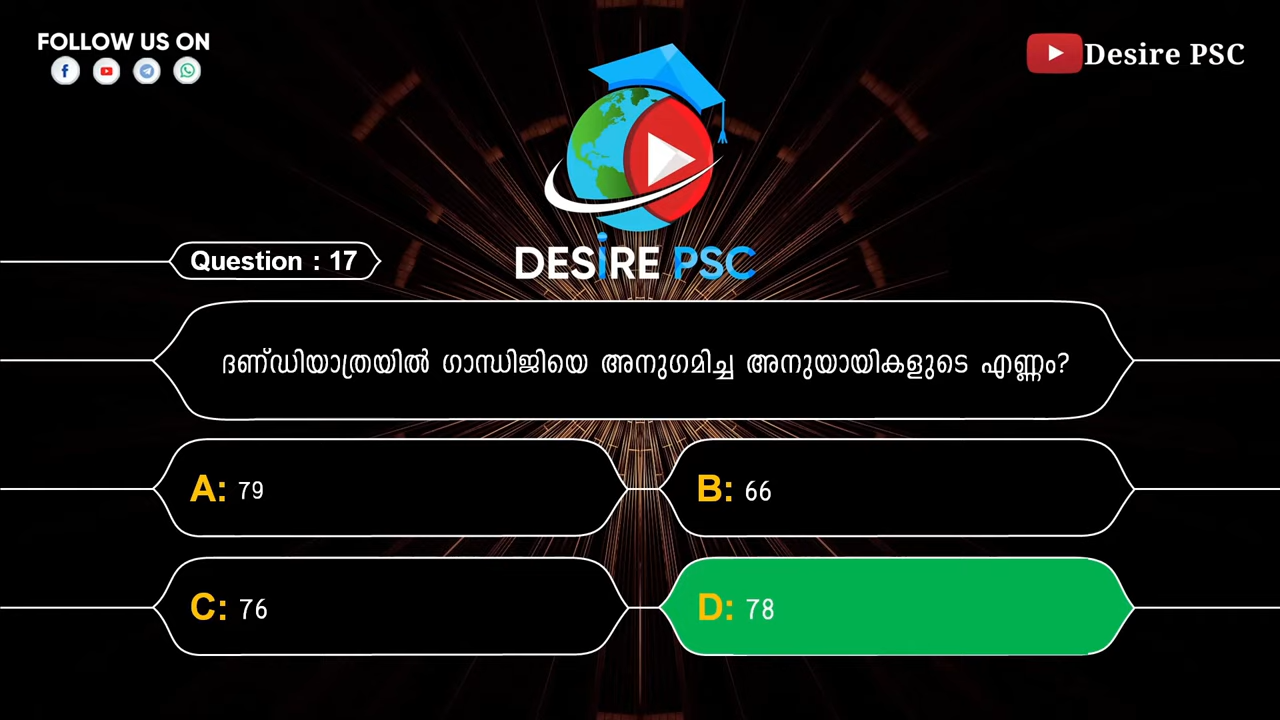 FOLLOW US ON
Desire PSC
DESIRE PSC
Question : 17
ദണ്ഡിയാത്രയിൽ ഗാന്ധിജിയെ അനുഗമിച്ച അനുയായികളുടെ എണ്ണം?
A: 79
B: 66
C: 76
D: 78